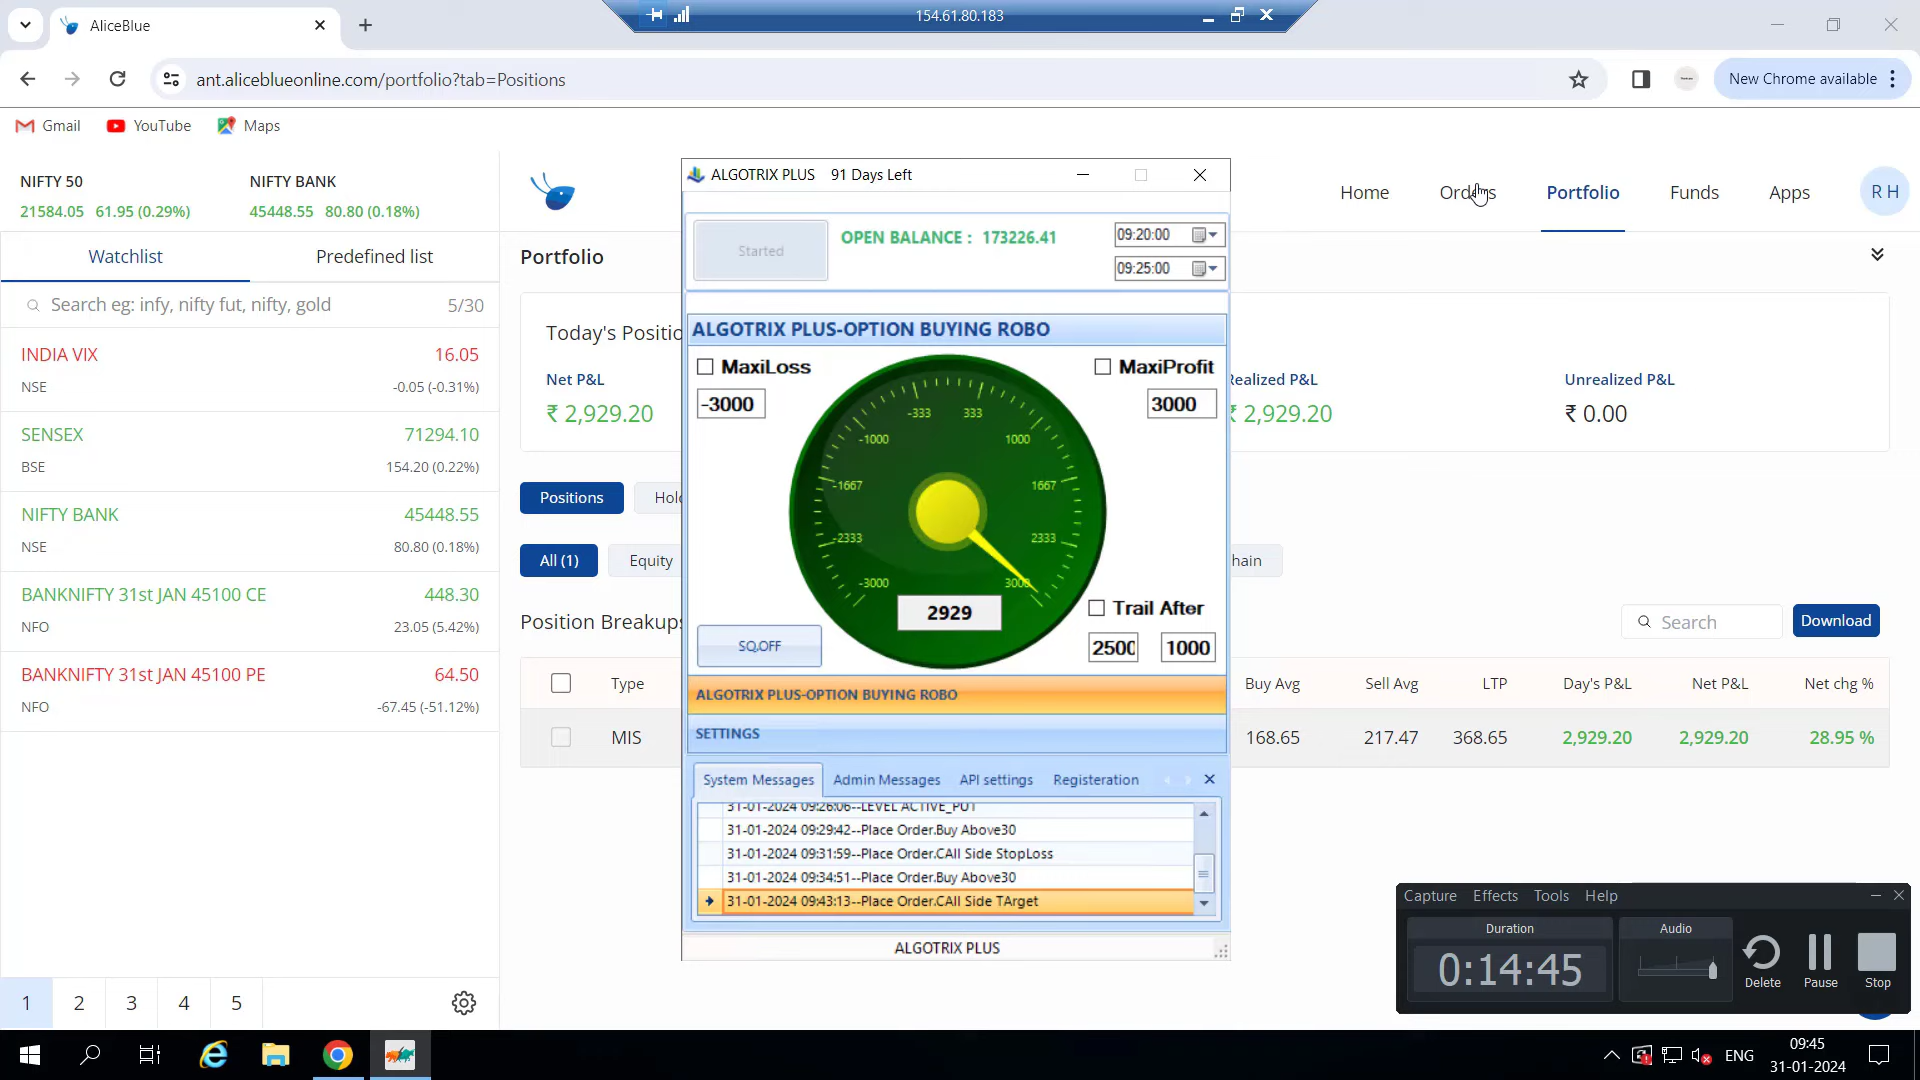 AliceBlue
154.61.80.183
ant.aliceblueonline.com/portfolio?tab=Positions
New Chrome available
Gmail
YouTube
Maps
NIFTY 50
21584.05 61.95 (0.29%)
NIFTY BANK
45448.55 80.80 (0.18%)
Watchlist
Predefined list
Search eg: infy, nifty fut, nifty, gold
5/30
INDIA VIX 16.05
NSE -0.05 (-0.31%)
SENSEX 71294.10
BSE 154.20 (0.22%)
NIFTY BANK 45448.55
NSE 80.80 (0.18%)
BANKNIFTY 31st JAN 45100 CE 448.30
NFO 23.05 (5.42%)
BANKNIFTY 31st JAN 45100 PE 64.50
NFO -67.45 (-51.12%)
1 2 3 4 5
Home
Orders
Portfolio
Funds
Apps
R H
Portfolio
Today's Positio
Net P&L
₹ 2,929.20
Realized P&L
₹ 2,929.20
Unrealized P&L
₹ 0.00
Positions
Hol
All (1)
Equity
hain
Position Breakup
Search
Download
Type
Buy Avg
Sell Avg
LTP
Day's P&L
Net P&L
Net chg %
MIS
168.65
217.47
368.65
2,929.20
2,929.20
28.95 %
ALGOTRIX PLUS 91 Days Left
Started
OPEN BALANCE : 173226.41
09:20:00
09:25:00
ALGOTRIX PLUS-OPTION BUYING ROBO
MaxiLoss
-3000
MaxiProfit
3000
-333
333
-1000
1000
-1667
1667
-2333
2333
-3000
3000
2929
Trail After
2500
1000
SQ,OFF
ALGOTRIX PLUS-OPTION BUYING ROBO
SETTINGS
System Messages
Admin Messages
API settings
Registeration
31-01-2024 09:26:06--LEVEL ACTIVE_PUT
31-01-2024 09:29:42--Place Order.Buy Above30
31-01-2024 09:31:59--Place Order.CAll Side StopLoss
31-01-2024 09:34:51--Place Order.Buy Above30
31-01-2024 09:43:13--Place Order.CAll Side TArget
ALGOTRIX PLUS
Capture
Effects
Tools
Help
Duration
0:14:45
Audio
Delete
Pause
Stop
ENG
09:45
31-01-2024